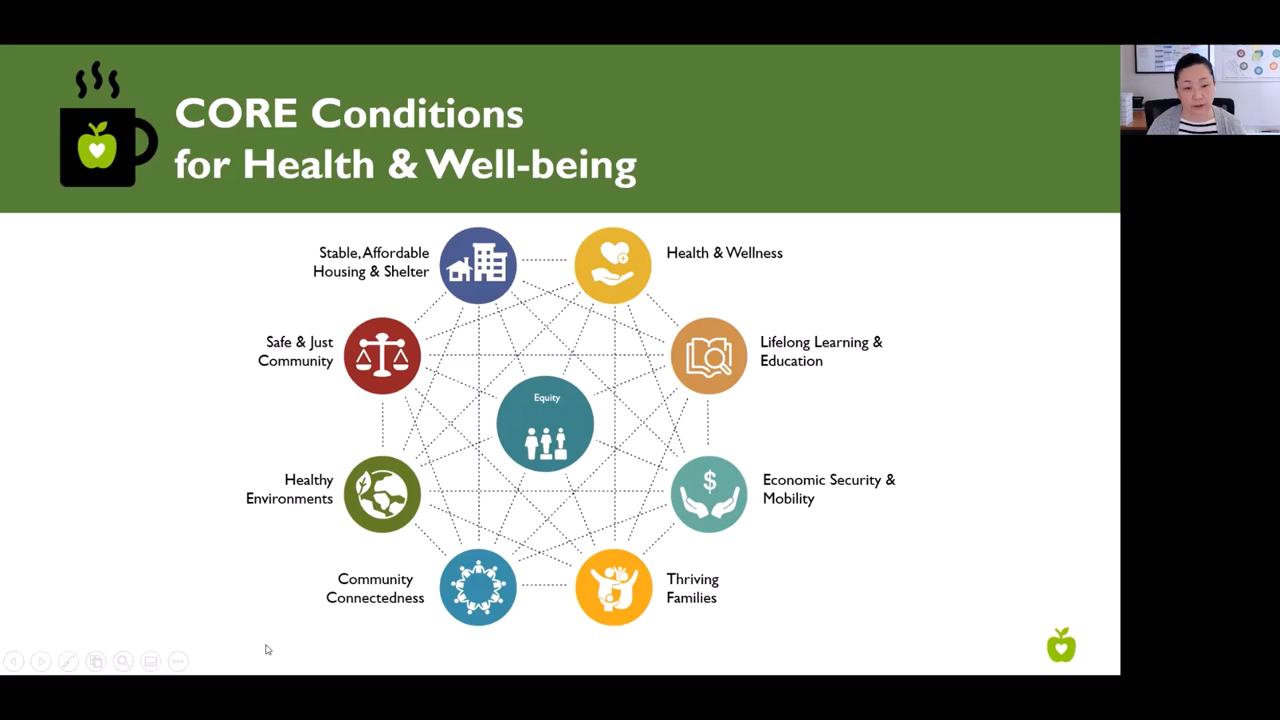 CORE Conditions
for Health & Well-being
Stable, Affordable
Housing & Shelter
Health & Wellness
Safe & Just
Community
Lifelong Learning &
Education
Equity
Healthy
Environments
$
Economic Security &
Mobility
Community
Connectedness
Thriving
Families